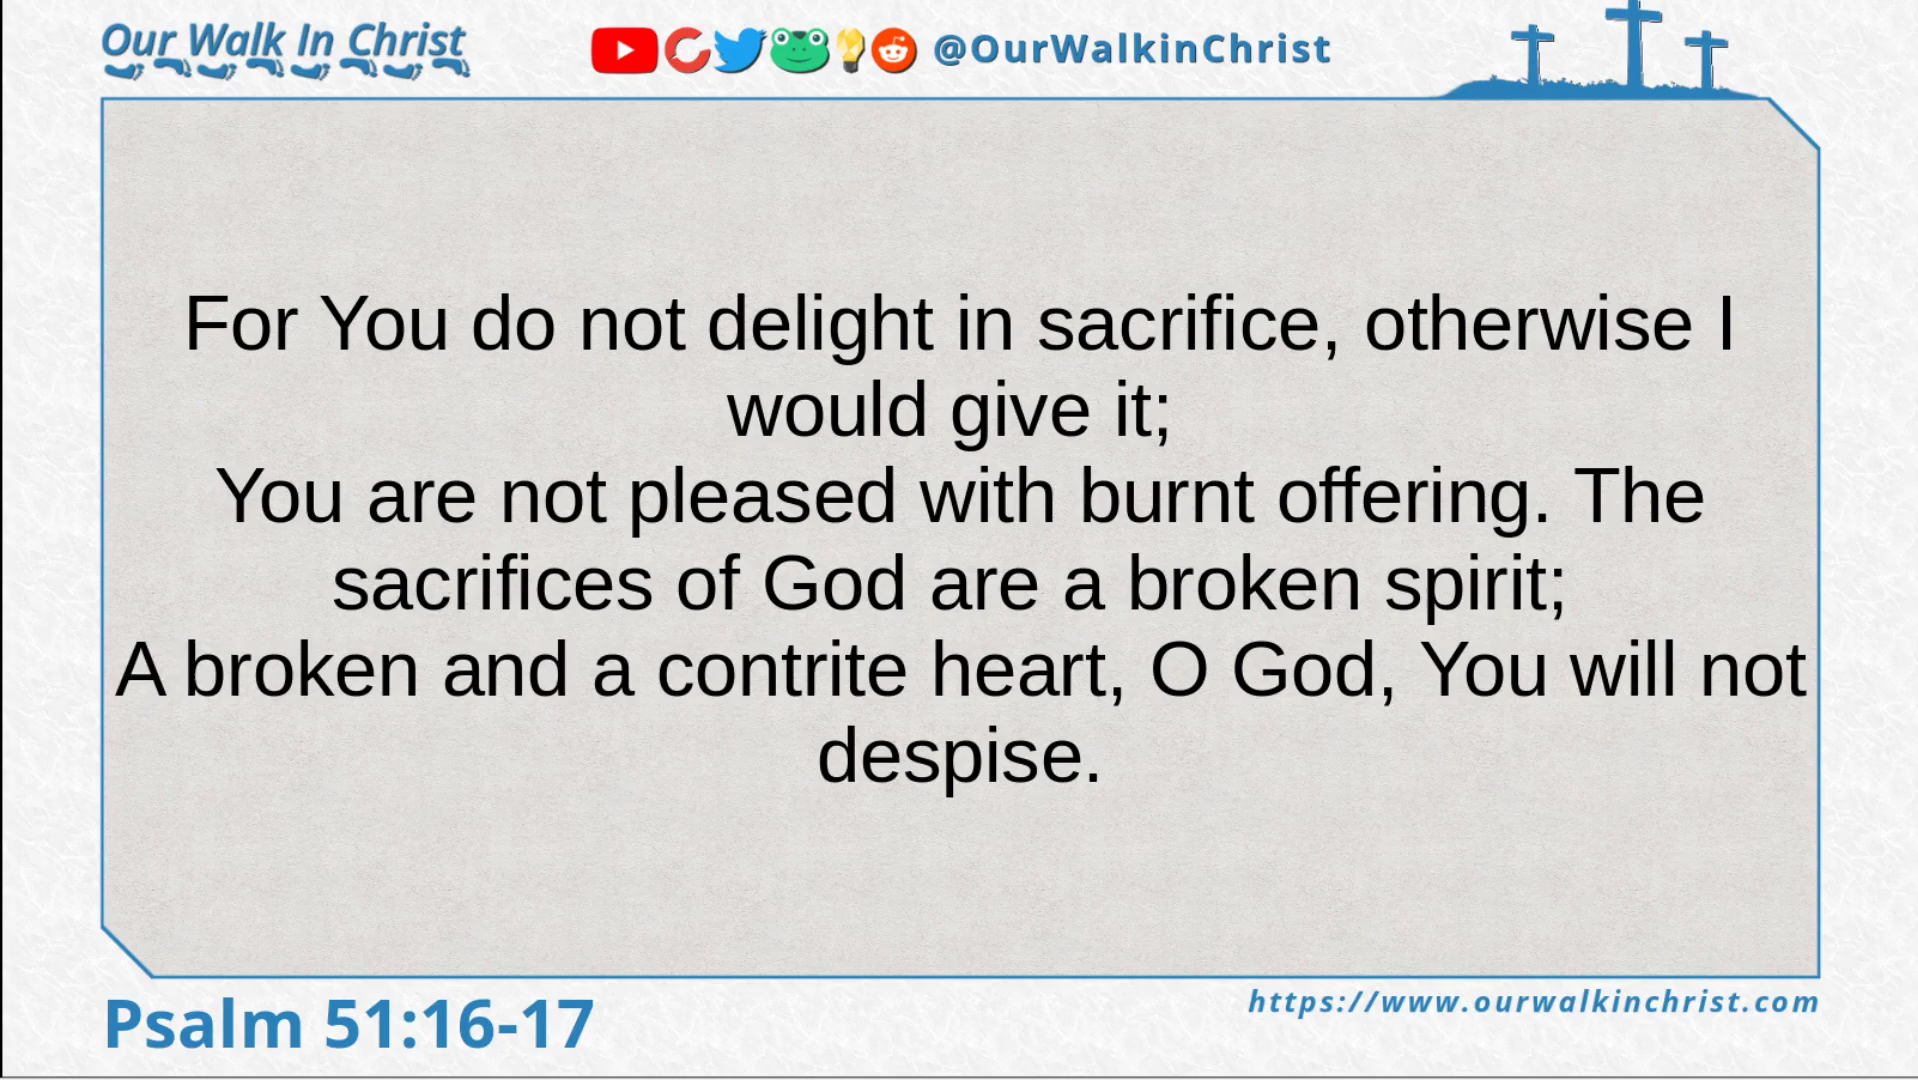 Our Walk In Christ
@OurWalkinChrist
For You do not delight in sacrifice, otherwise I
would give it;
You are not pleased with burnt offering. The
sacrifices of God are a broken spirit;
A broken and a contrite heart, O God, You will not
despise.
Psalm 51:16-17
https://www.ourwalkinchrist.com